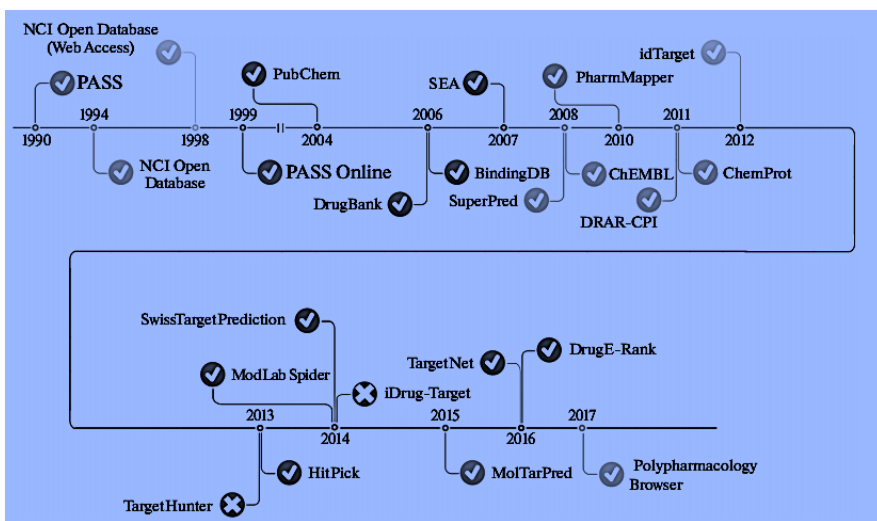 NCI Open Database
(Web Access)
PASS
PubChem
SEA
PharmMapper
idTarget
1994
1999
2006
2008
2011
1990
1998
2004
2007
2010
2012
NCI Open
Database
PASS Online
DrugBank
BindingDB
SuperPred
ChEMBL
DRAR-CPI
ChemProt
SwissTargetPrediction
ModLab Spider
iDrug-Target
TargetNet
DrugE-Rank
2013
2015
2017
2014
2016
HitPick
TargetHunter
MolTarPred
Polypharmacology
Browser